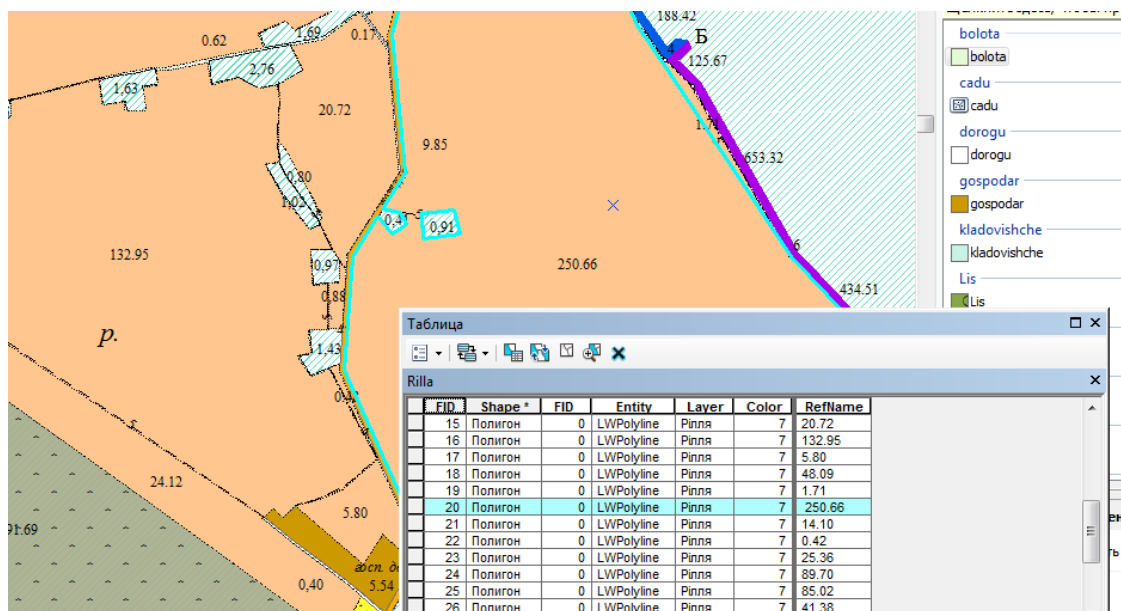 188.42
Б
4
125.67
0.62
1,69
0.17
2,76
1,63
20.72
9.85
653.32
0,80
1,02
0,91
132.95
0,97
250.66
6
434.51
0,88
р.
1,43
24.12
91.69
5.80
0,40
5.54
bolota
bolota
cadu
cadu
dorogu
dorogu
gospodar
gospodar
kladovishche
kladovishche
Lis
Lis
Таблица
Rilla
FID Shape * FID Entity Layer Color RefName
15 Полигон 0 LWPolyline Рілля 7 20.72
16 Полигон 0 LWPolyline Рілля 7 132.95
17 Полигон 0 LWPolyline Рілля 7 5.80
18 Полигон 0 LWPolyline Рілля 7 48.09
19 Полигон 0 LWPolyline Рілля 7 1.71
20 Полигон 0 LWPolyline Рілля 7 250.66
21 Полигон 0 LWPolyline Рілля 7 14.10
22 Полигон 0 LWPolyline Рілля 7 0.42
23 Полигон 0 LWPolyline Рілля 7 25.36
24 Полигон 0 LWPolyline Рілля 7 89.70
25 Полигон 0 LWPolyline Рілля 7 85.02
26 Полигон 0 LWPolyline Рілля 7 41.38